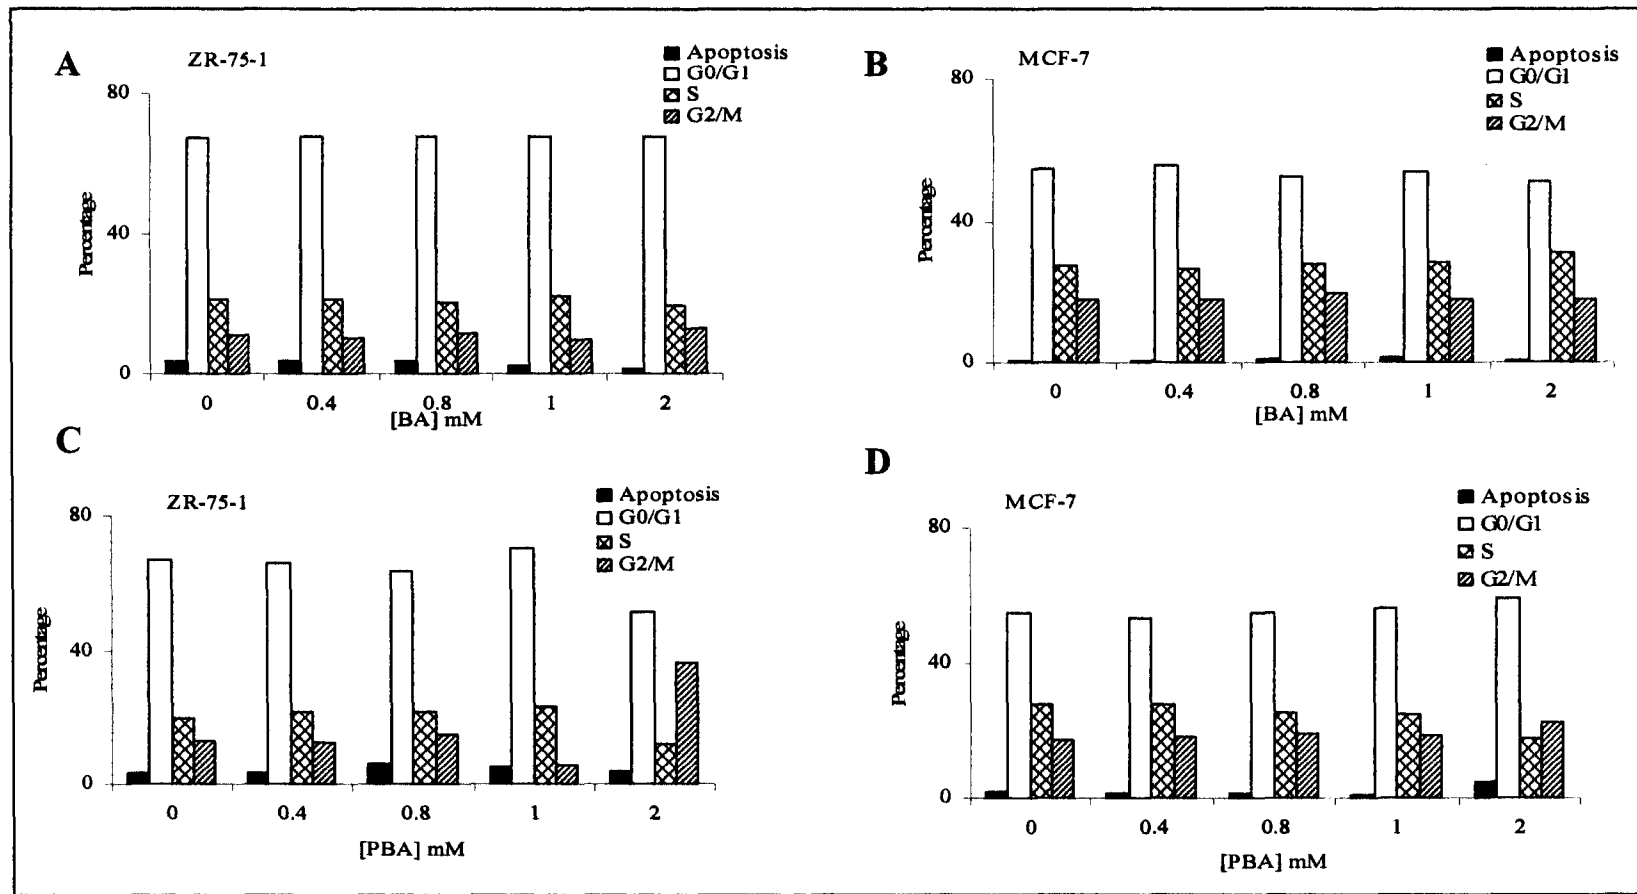 A
ZR-75-1
Apoptosis
G0/G1
S
G2/M
80
40
0
Percentage
0 0.4 0.8 1 2
[BA] mM
B
MCF-7
Apoptosis
G0/G1
S
G2/M
80
40
0
Percentage
0 0.4 0.8 1 2
[BA] mM
C
ZR-75-1
Apoptosis
G0/G1
S
G2/M
80
40
0
Percentage
0 0.4 0.8 1 2
[PBA] mM
D
MCF-7
Apoptosis
G0/G1
S
G2/M
80
40
0
Percentage
0 0.4 0.8 1 2
[PBA] mM